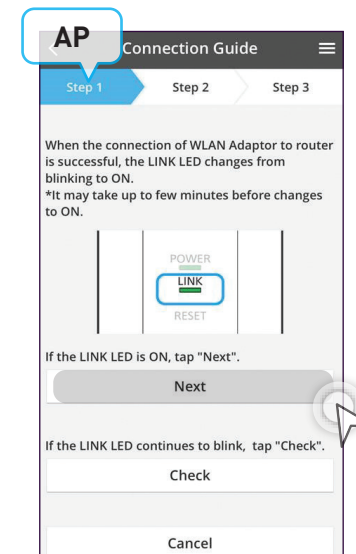 AP
Connection Guide
Step 1
Step 2
Step 3
When the connection of WLAN Adaptor to router
is successful, the LINK LED changes from
blinking to ON.
*It may take up to few minutes before changes
to ON.
POWER
LINK
RESET
If the LINK LED is ON, tap "Next".
Next
If the LINK LED continues to blink, tap "Check".
Check
Cancel